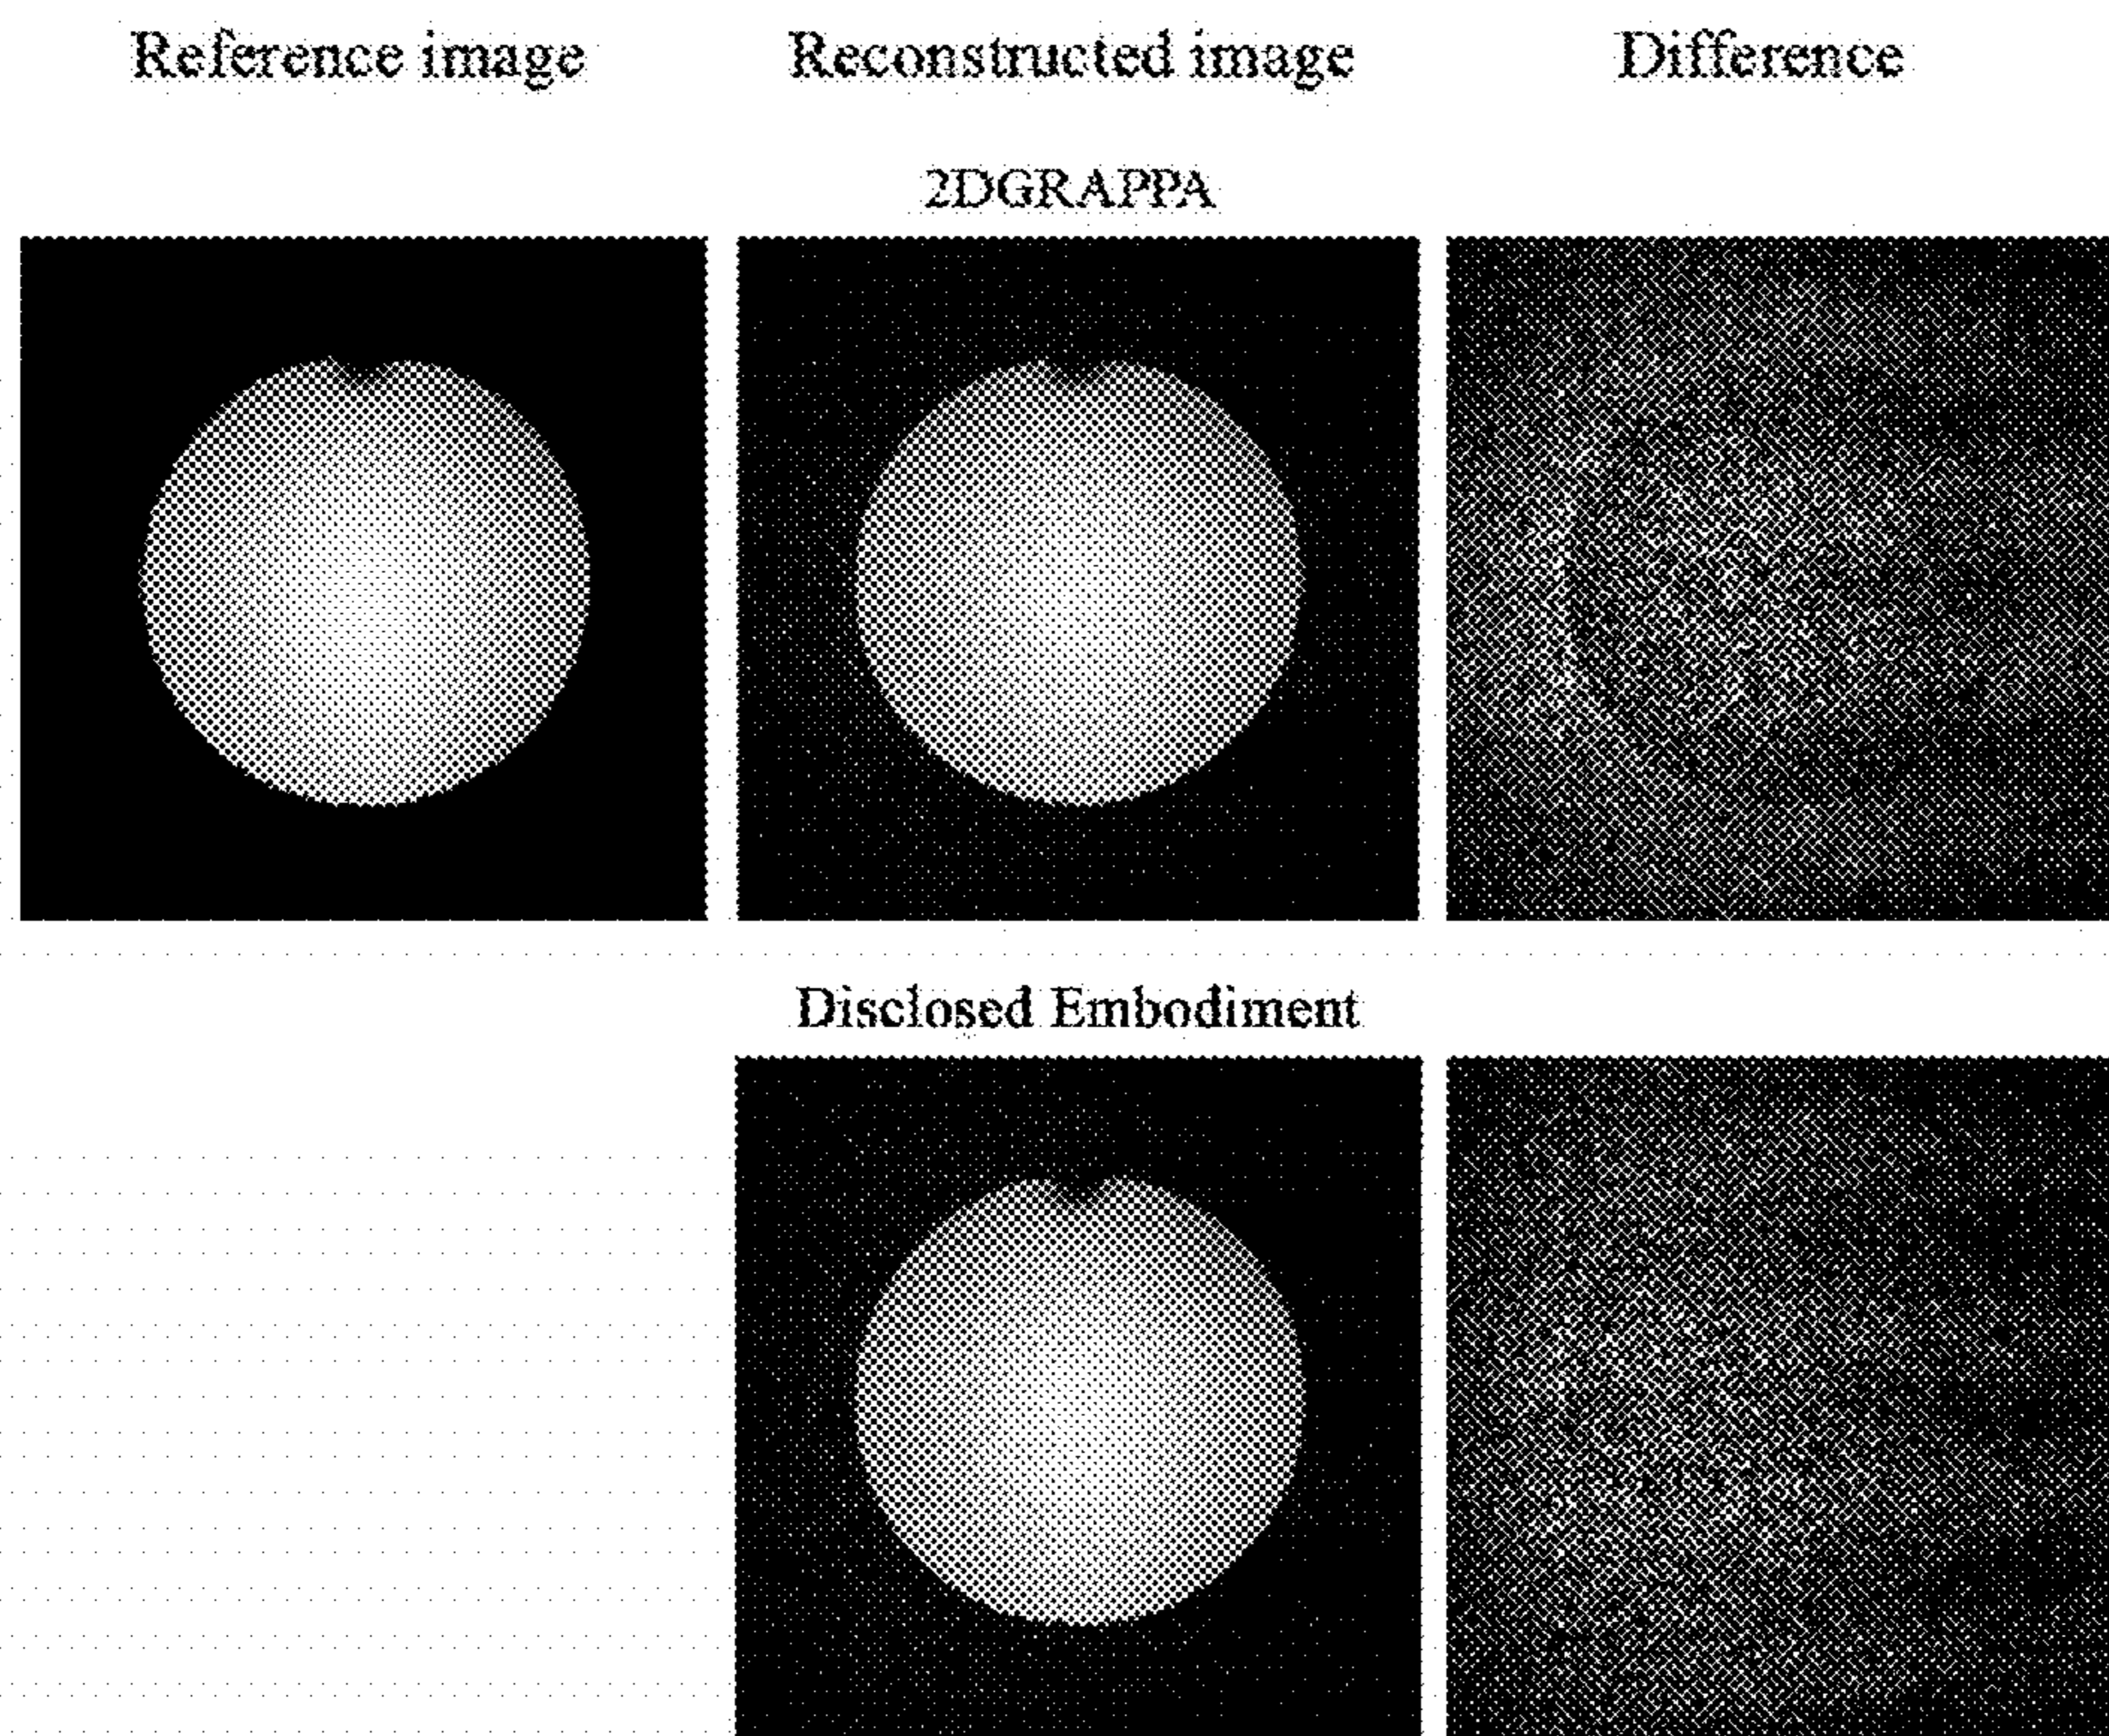 Reference image Reconstructed image Difference
2DGRAPPA
Disclosed Embodiment